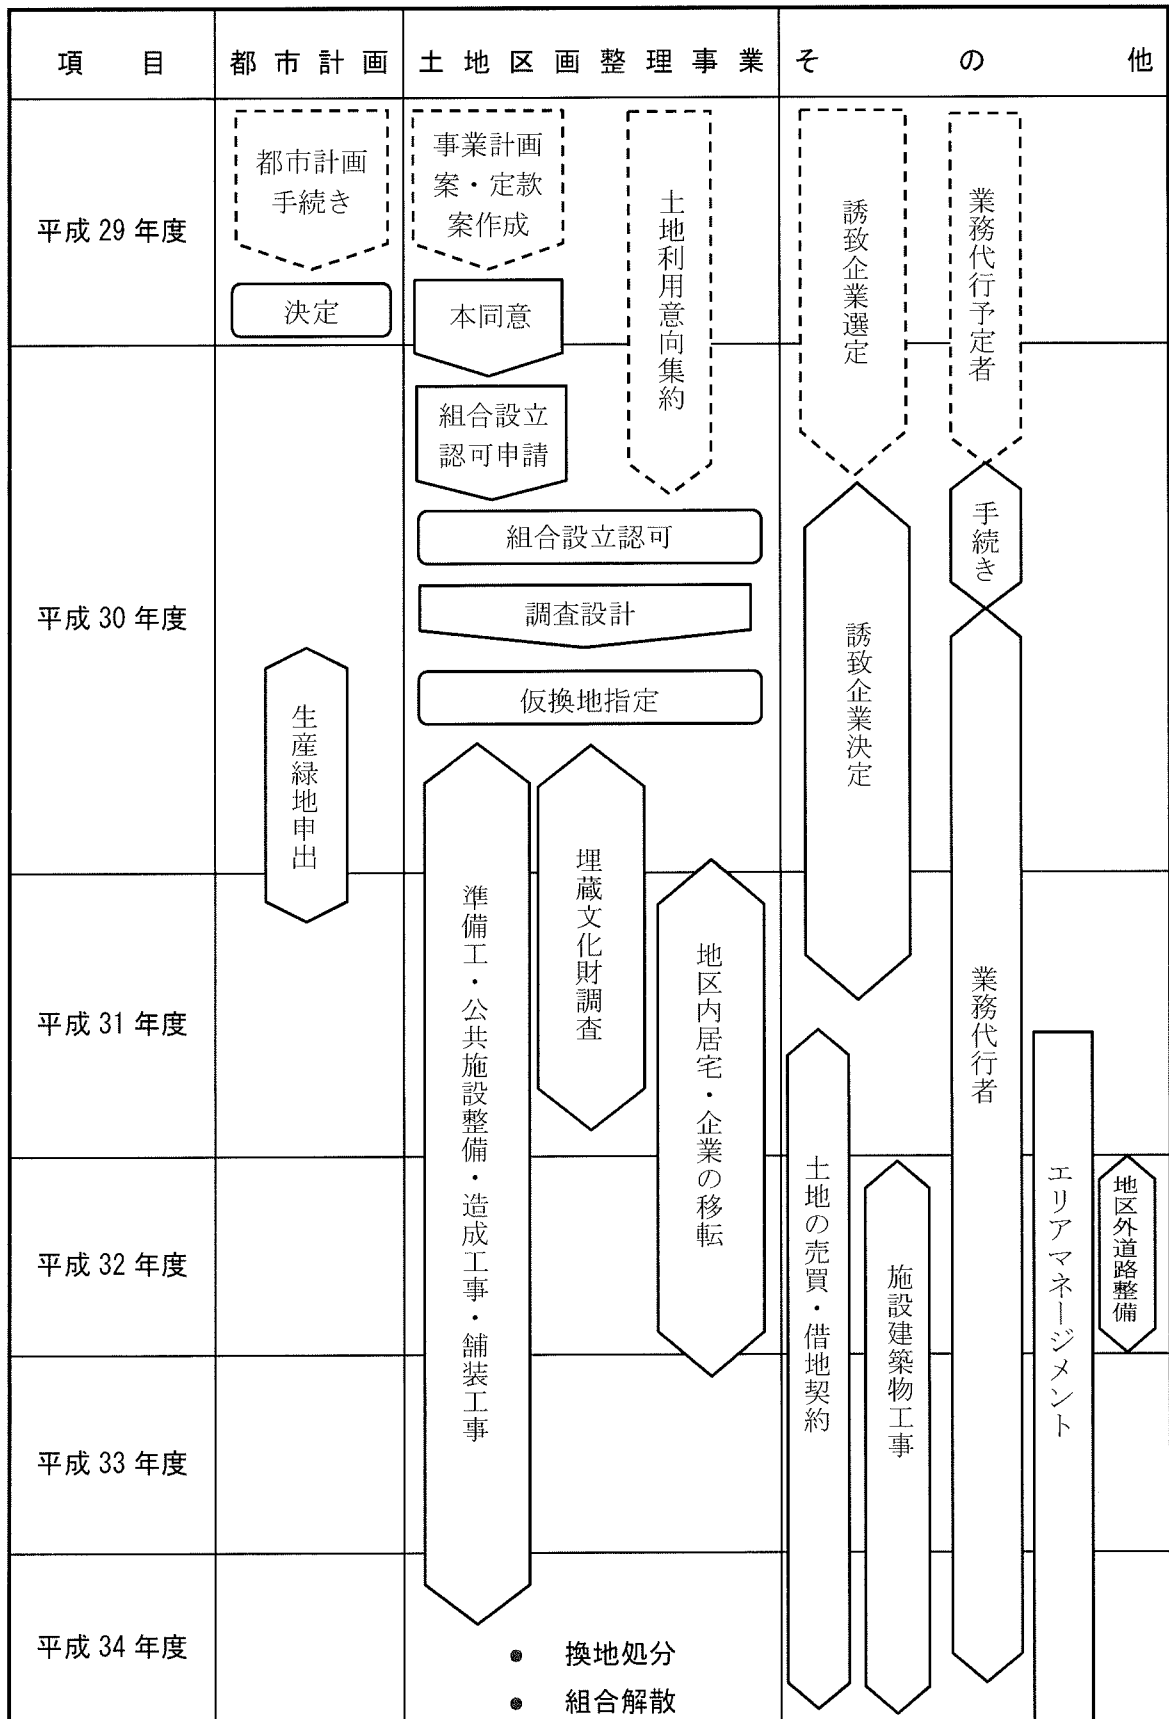 項目
都市計画
土地区画整理事業
その他
平成29年度
都市計画
手続き
決定
事業計画
案・定款
案作成
本同意
土地利用意向集約
誘致企業選定
業務代行予定者
平成30年度
組合設立
認可申請
組合設立認可
調査設計
仮換地指定
生産緑地申出
手続き
誘致企業決定
準備工・公共施設整備・造成工事・舗装工事
埋蔵文化財調査
地区内居宅・企業の移転
業務代行者
平成31年度
土地の売買・借地契約
エリアマネージメント
平成32年度
施設建築物工事
地区外道路整備
平成33年度
平成34年度
● 換地処分
● 組合解散